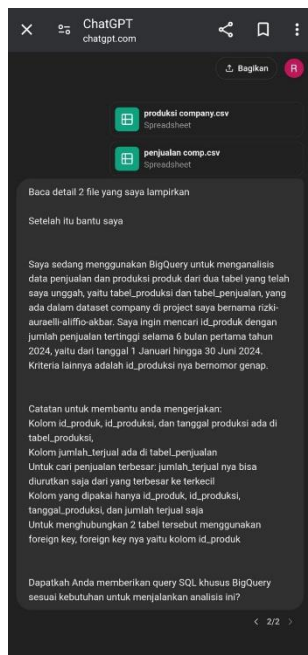 ChatGPT
chatgpt.com
Bagikan
R
produksi company.csv
Spreadsheet
penjualan comp.csv
Spreadsheet
Baca detail 2 file yang saya lampirkan
Setelah itu bantu saya
Saya sedang menggunakan BigQuery untuk menganalisis
data penjualan dan produksi produk dari dua tabel yang telah
saya unggah, yaitu tabel_produksi dan tabel_penjualan, yang
ada dalam dataset company di project saya bernama rizki-
auraelli-aliffio-akbar. Saya ingin mencari id_produk dengan
jumlah penjualan tertinggi selama 6 bulan pertama tahun
2024, yaitu dari tanggal 1 Januari hingga 30 Juni 2024.
Kriteria lainnya adalah id_produk nya bernomor genap.
Catatan untuk membantu anda mengerjakan:
Kolom id_produk, id_produksi, dan tanggal produksi ada di
tabel_produksi,
Kolom jumlah_terjual ada di tabel_penjualan
Untuk cari penjualan terbesar: jumlah_terjual nya bisa
diurutkan saja dari yang terbesar ke terkecil
Kolom yang dipakai hanya id_produk, id_produksi,
tanggal_produksi, dan jumlah terjual saja
Untuk menghubungkan 2 tabel tersebut menggunakan
foreign key, foreign key nya yaitu kolom id_produk
Dapatkah Anda memberikan query SQL khusus BigQuery
sesuai kebutuhan untuk menjalankan analisis ini?
< 2/2 >